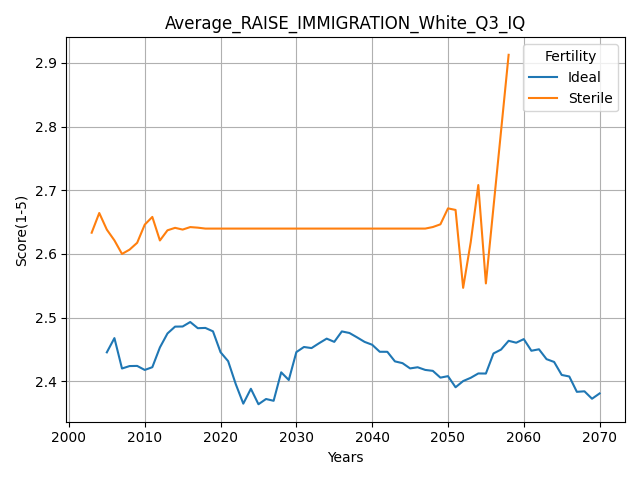 Average_RAISE_IMMIGRATION_White_Q3_IQ
Fertility
Ideal
Sterile
Score(1-5)
2.9
2.8
2.7
2.6
2.5
2.4
2000
2010
2020
2030
2040
2050
2060
2070
Years